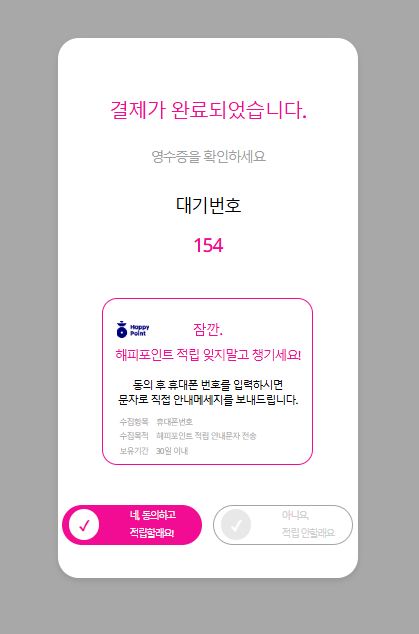 결제가 완료되었습니다.
영수증을 확인하세요
대기번호
154
Happy
Point
잠깐.
해피포인트 적립 잊지말고 챙기세요!
동의 후 휴대폰 번호를 입력하시면
문자로 직접 안내메세지를 보내드립니다.
수집항목 휴대폰번호
수집목적 해피포인트 적립 안내문자 전송
보유기간 30일 이내
네, 동의하고
적립할래요!
아니요,
적립 안할래요